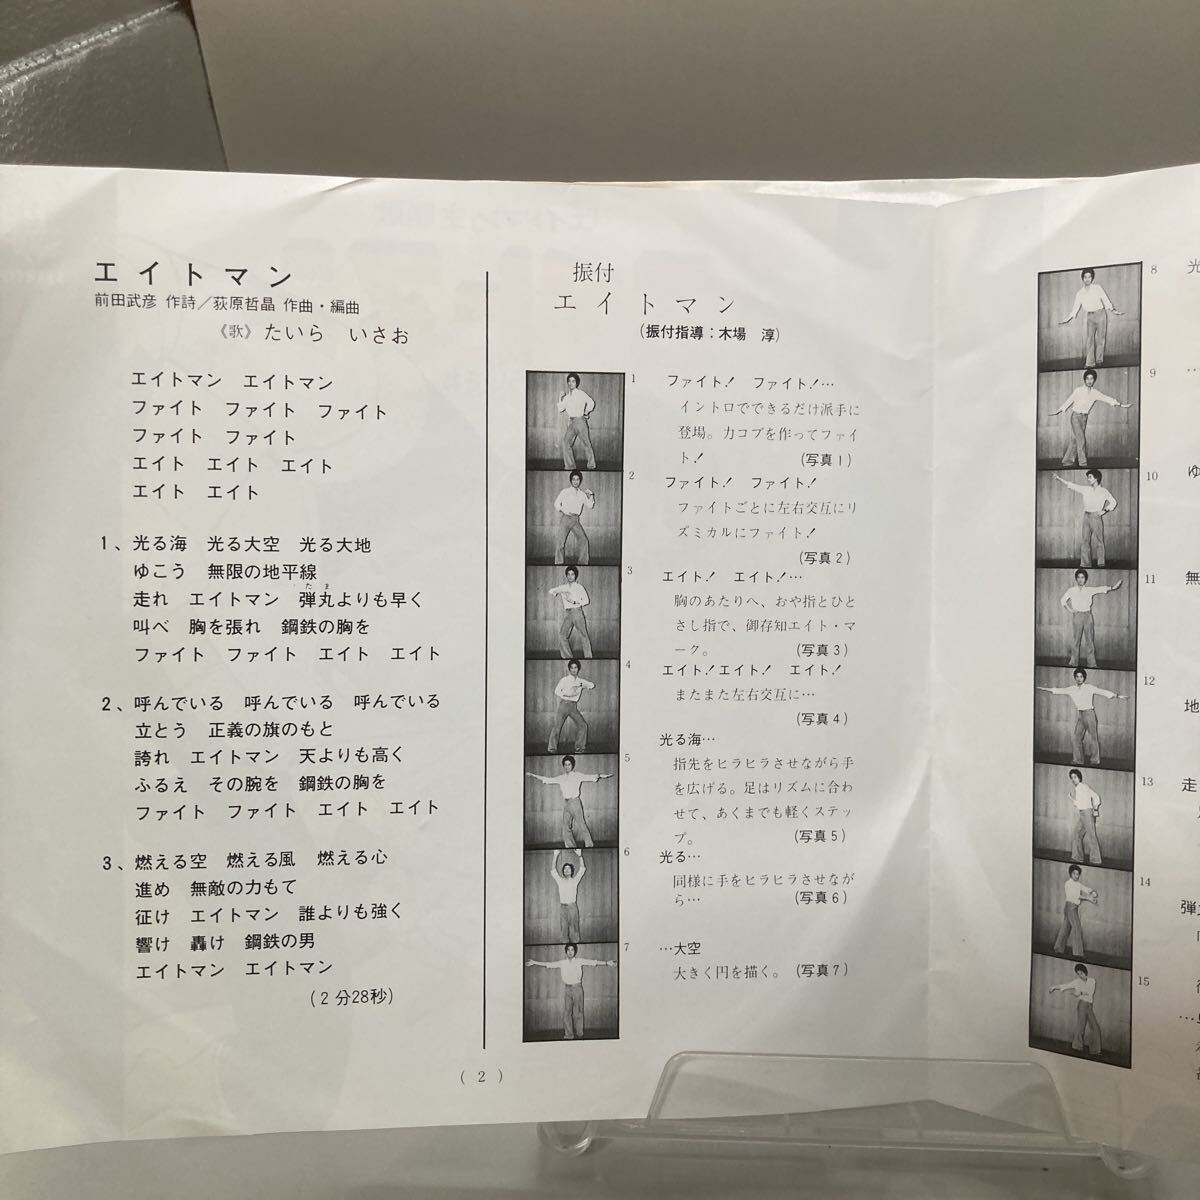 エイトマン
前田武彦 作詩／荻原哲晶 作曲・編曲
《歌》たいら いさお
エイトマン エイトマン
ファイト ファイト ファイト
ファイト ファイト
エイト エイト エイト
エイト エイト
1、光る海 光る大空 光る大地
ゆこう 無限の地平線
たま
走れ エイトマン 弾丸よりも早く
叫べ 胸を張れ 鋼鉄の胸を
ファイト ファイト エイト エイト
2、呼んでいる 呼んでいる 呼んでいる
立とう 正義の旗のもと
誇れ エイトマン 天よりも高く
ふるえ その腕を 鋼鉄の胸を
ファイト ファイト エイト エイト
3、燃える空 燃える風 燃える心
進め 無敵の力もて
征け エイトマン 誰よりも強く
響け 轟け 鋼鉄の男
エイトマン エイトマン
(2分28秒)
振付
エイトマン
(振付指導：木場 淳)
1
ファイト! ファイト!…
イントロでできるだけ派手に
登場。力コブを作ってファイ
ト! (写真1)
2
ファイト! ファイト!
ファイトごとに左右交互にリ
ズミカルにファイト!
(写真2)
3
エイト! エイト!…
胸のあたりへ、おや指とひと
さし指で、御存知エイト・マ
ーク。 (写真3)
4
エイト!エイト! エイト!
またまた左右交互に…
(写真4)
5
光る海…
指先をヒラヒラさせながら手
を広げる。足はリズムに合わ
せて、あくまでも軽くステッ
プ。 (写真5)
6
光る…
同様に手をヒラヒラさせなが
ら… (写真6)
7
…大空
大きく円を描く。(写真7)
(2)
8
光
9
…
10
ゆ
11
無
12
地
13
走
14
弾
15